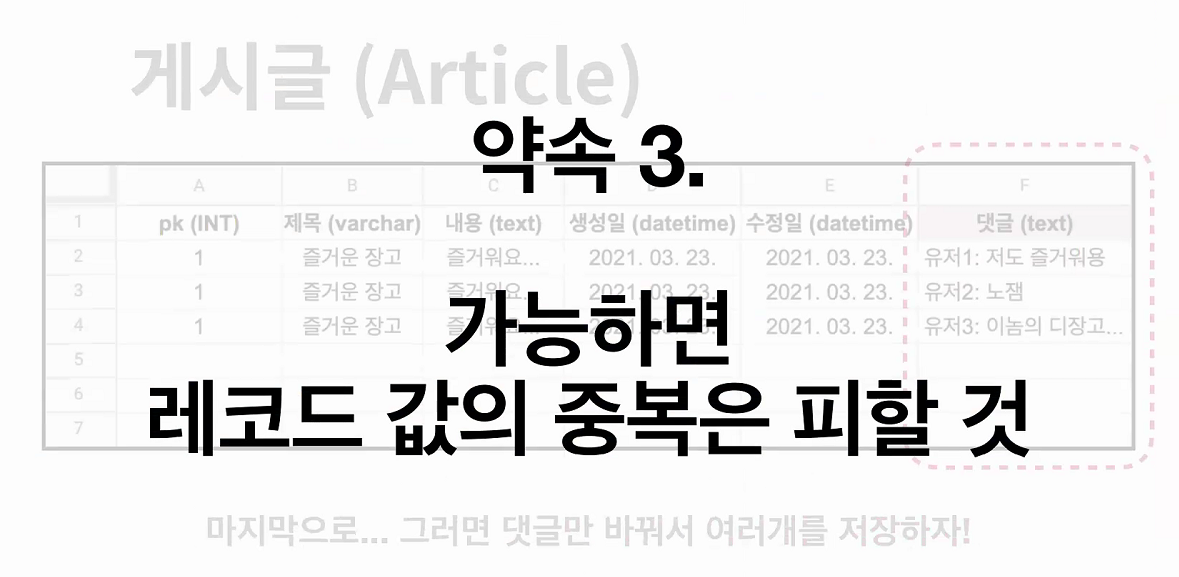 게시글 (Article)
약속 3.
A B C D E F
1 pk (INT) 제목 (varchar) 내용 (text) 생성일 (datetime) 수정일 (datetime) 댓글 (text)
2 1 즐거운 장고 즐거워요... 2021. 03. 23. 2021. 03. 23. 유저1: 저도 즐거워용
3 1 즐거운 장고 즐거워요... 2021. 03. 23. 2021. 03. 23. 유저2: 노잼
가능하면
4 1 즐거운 장고 즐거워요... 2021. 03. 23. 2021. 03. 23. 유저3: 이놈의 디장고...
5
6
레코드 값의 중복은 피할 것
7
마지막으로... 그러면 댓글만 바꿔서 여러개를 저장하자!